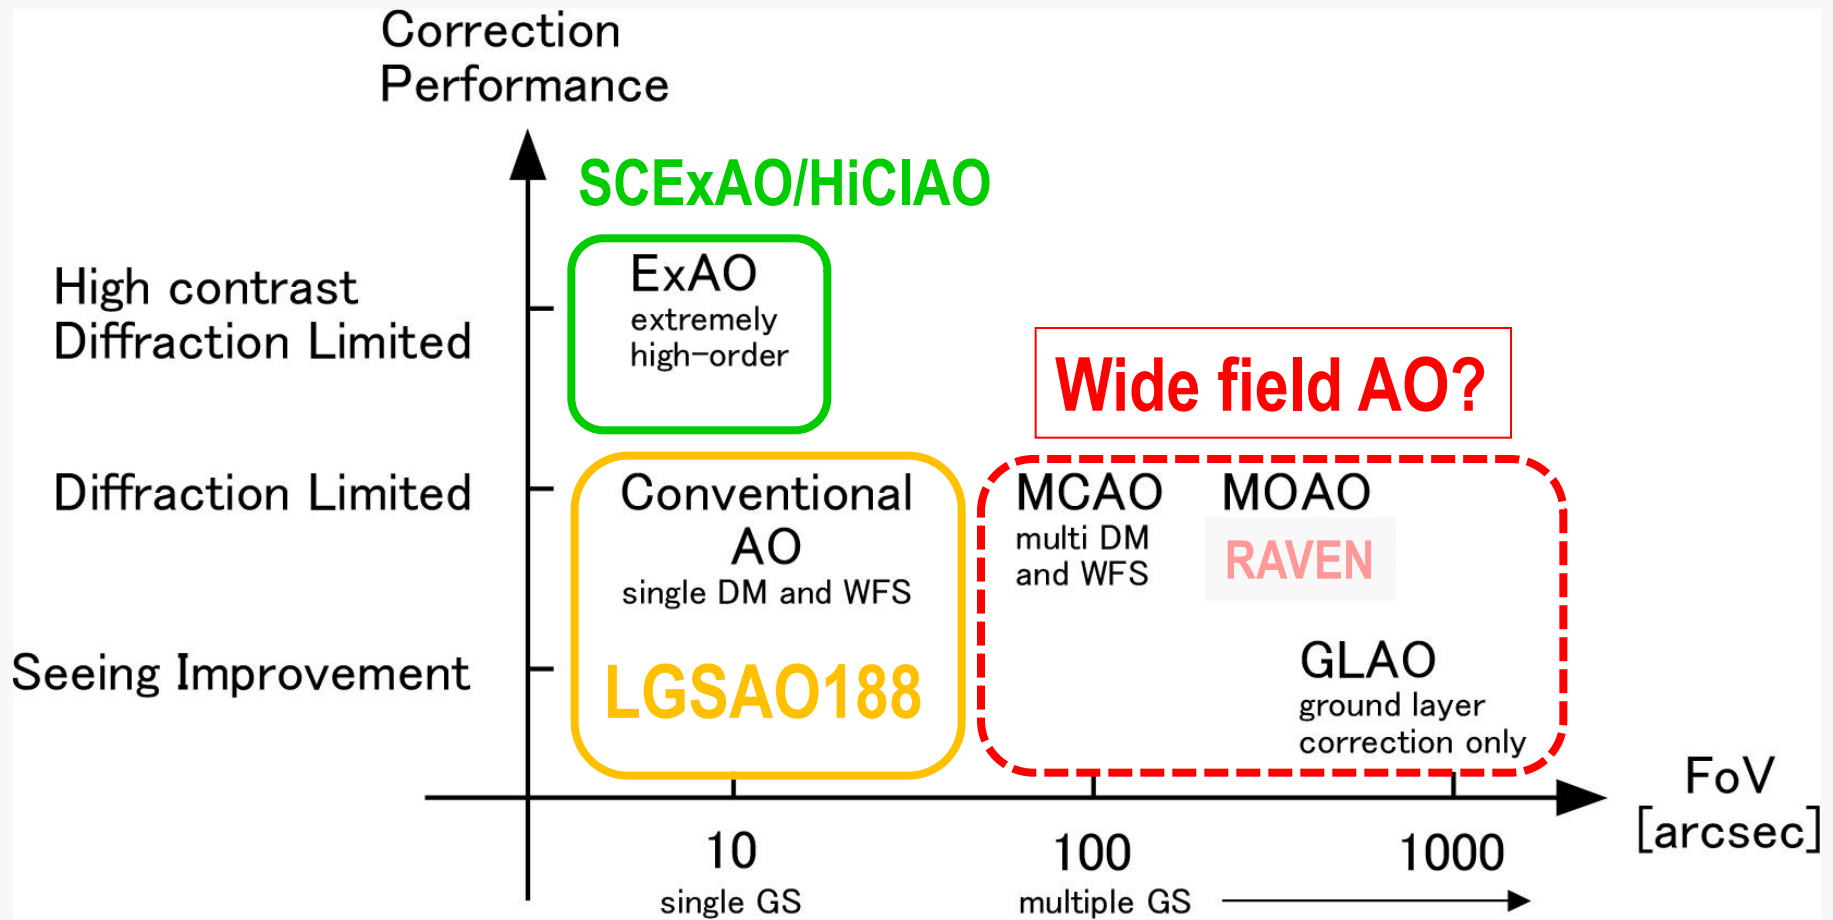 Correction
Performance
SCExAO/HiCIAO
High contrast
Diffraction Limited
ExAO
extremely
high-order
Wide field AO?
Diffraction Limited
Conventional
AO
single DM and WFS
LGSAO188
MCAO
multi DM
and WFS
MOAO
RAVEN
Seeing Improvement
GLAO
ground layer
correction only
FoV
[arcsec]
10
100
1000
single GS
multiple GS